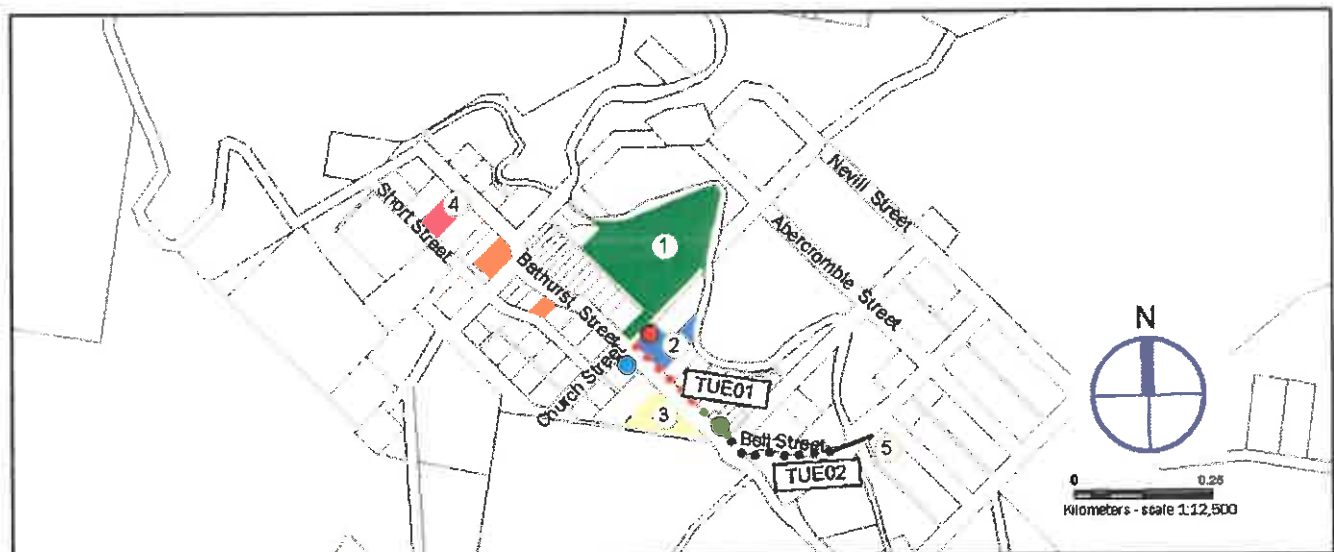 Nevill Street
Abercrombie Street
4
Short Street
1
Bathurst Street
2
Church Street
TUE01
3
Bell Street
5
TUE02
N
0 0.25
Kilometers - scale 1:12,500